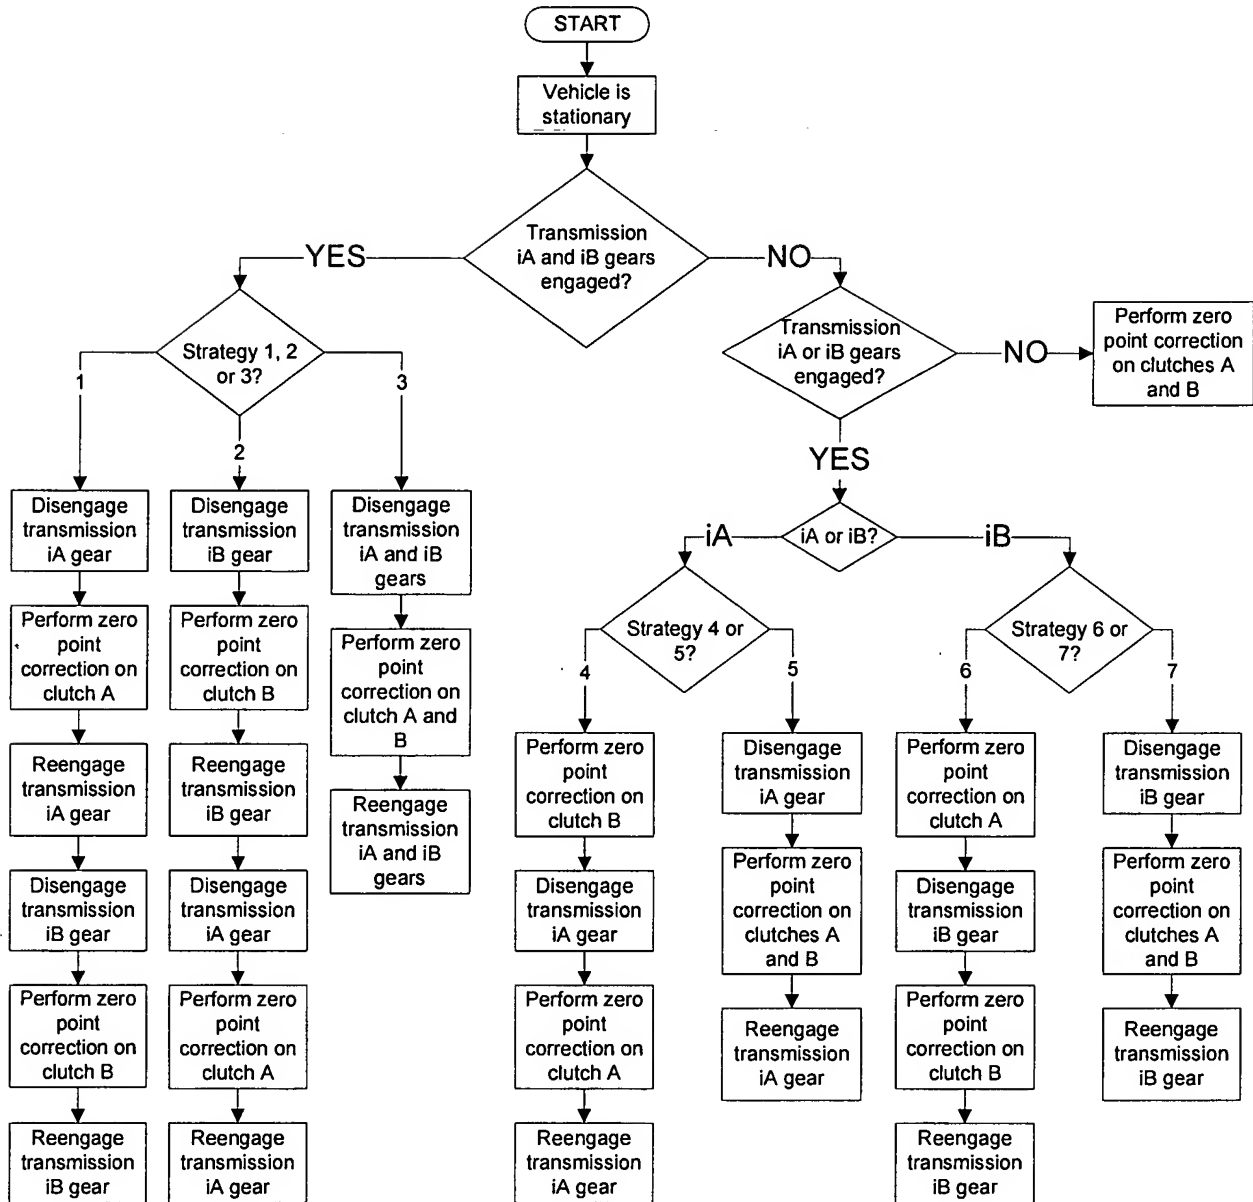 START
Vehicle is
stationary
Transmission
iA and iB gears
engaged?
YES
NO
Strategy 1, 2
or 3?
1
2
3
Transmission
iA or iB gears
engaged?
NO
Perform zero
point correction
on clutches A
and B
YES
iA or iB?
iA
iB
Disengage
transmission
iA gear
Perform zero
point
correction on
clutch A
Reengage
transmission
iA gear
Disengage
transmission
iB gear
Perform zero
point
correction on
clutch B
Reengage
transmission
iB gear
Disengage
transmission
iB gear
Perform zero
point
correction on
clutch B
Reengage
transmission
iB gear
Disengage
transmission
iA gear
Perform zero
point
correction on
clutch A
Reengage
transmission
iA gear
Disengage
transmission
iA and iB
gears
Perform zero
point
correction on
clutch A and
B
Reengage
transmission
iA and iB
gears
Strategy 4 or
5?
4
5
Perform zero
point
correction on
clutch B
Disengage
transmission
iA gear
Perform zero
point
correction on
clutch A
Reengage
transmission
iA gear
Disengage
transmission
iA gear
Perform zero
point
correction on
clutches A
and B
Reengage
transmission
iA gear
Strategy 6 or
7?
6
7
Perform zero
point
correction on
clutch A
Disengage
transmission
iB gear
Perform zero
point
correction on
clutch B
Reengage
transmission
iB gear
Disengage
transmission
iB gear
Perform zero
point
correction on
clutches A
and B
Reengage
transmission
iB gear